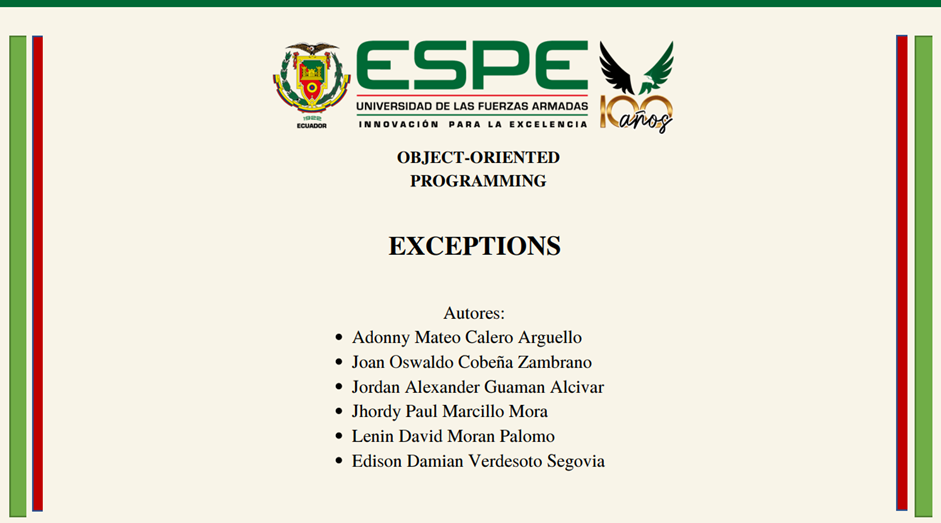 ESPE
UNIVERSIDAD DE LAS FUERZAS ARMADAS
INNOVACIÓN PARA LA EXCELENCIA
ECUADOR
100
años
OBJECT-ORIENTED
PROGRAMMING
EXCEPTIONS
Autores:
• Adonny Mateo Calero Arguello
• Joan Oswaldo Cobeña Zambrano
• Jordan Alexander Guaman Alcivar
• Jhordy Paul Marcillo Mora
• Lenin David Moran Palomo
• Edison Damian Verdesoto Segovia